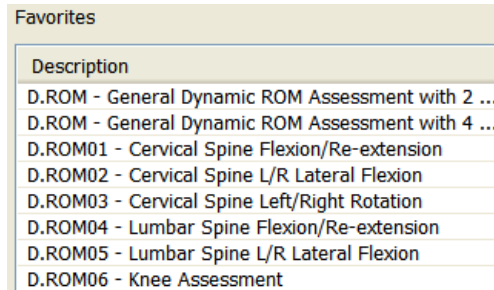 Favorites
Description
D.ROM - General Dynamic ROM Assessment with 2 ...
D.ROM - General Dynamic ROM Assessment with 4 ...
D.ROM01 - Cervical Spine Flexion/Re-extension
D.ROM02 - Cervical Spine L/R Lateral Flexion
D.ROM03 - Cervical Spine Left/Right Rotation
D.ROM04 - Lumbar Spine Flexion/Re-extension
D.ROM05 - Lumbar Spine L/R Lateral Flexion
D.ROM06 - Knee Assessment